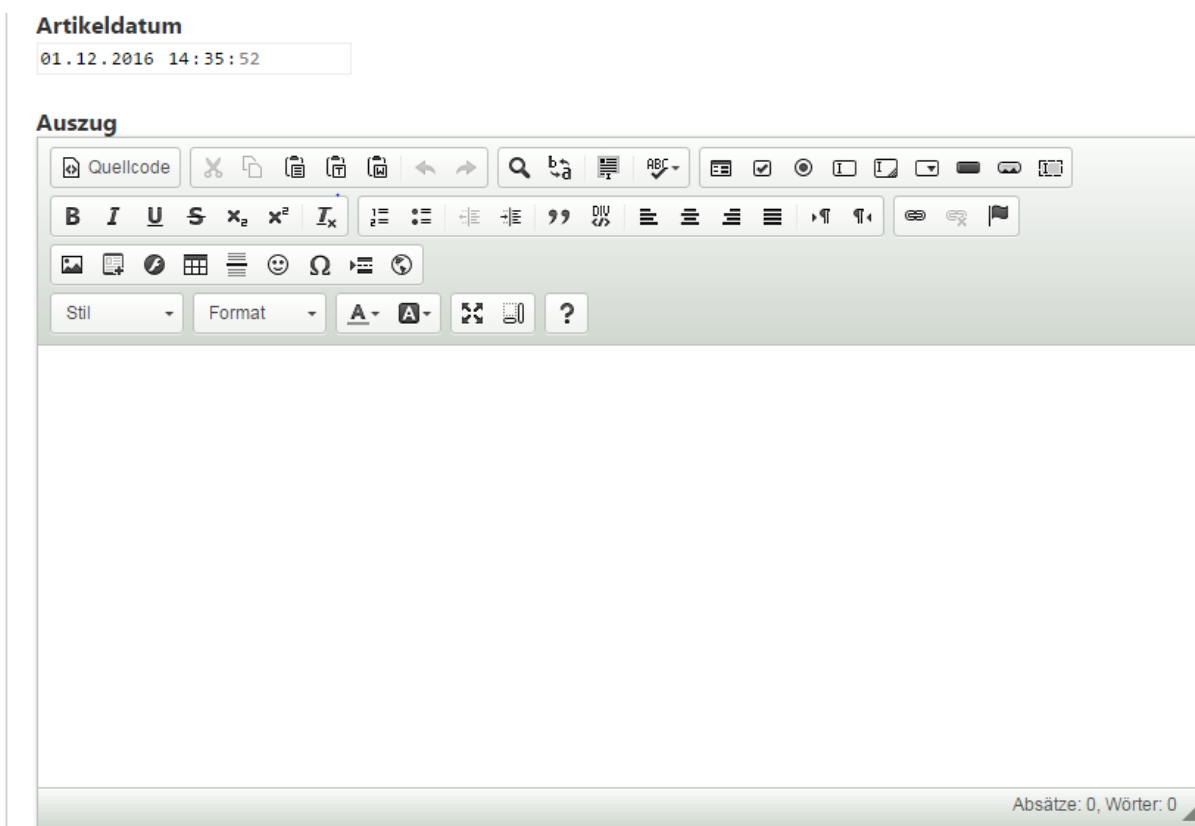 Artikeldatum
01.12.2016 14:35:52
Auszug
Quellcode
Stil Format
Absätze: 0, Wörter: 0